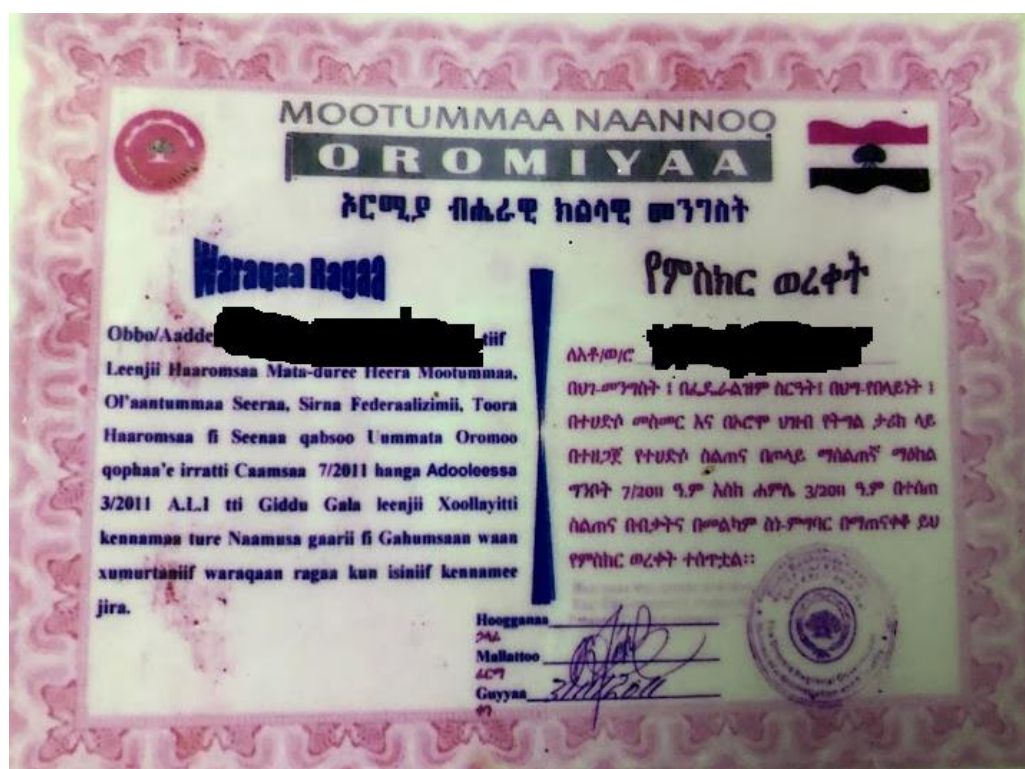 MOOTUMMAA NAANNOO
OROMIYAA
ኦሮሚያ ብሔራዊ ክልላዊ መንግስት
Waraqaa Ragaa
Obbo/Aadde
tiif
Leenjii Haaromsaa Mata-duree Heera Mootummaa,
Ol'aantummaa Seeraa, Sirna Federaalizimii, Toora
Haaromsaa fi Seenaa qabsoo Uummata Oromoo
qophaa'e irratti Caamsaa 7/2011 hanga Adooleessa
3/2011 A.L.I tti Giddu Gala leenjii Xoollayitti
kennamaa ture Naamusa gaarii fi Gahumsaan waan
xumurtaniif waraqaan ragaa kun isiniif kennamee
jira.
የምስክር ወረቀት
ለአቶ/ወ/ሮ
በህገ-መንግስት ፤ በፌዴራልዝም ስርዓት፤ በህግ-የበላይነት ፤
በተሀድሶ መስመር እና በኦሮሞ ህዝብ የትግል ታሪክ ላይ
በተዘጋጀ የተሀድሶ ስልጠና በጦላይ ማሰልጠኛ ማዕከል
ግንቦት 7/2011 ዓ.ም እስከ ሐምሌ 3/2011 ዓ.ም በተሰጠ
ስልጠና በብቃትና በመልካም ስነ-ምግባር በማጠናቀቆ ይህ
የምስክር ወረቀት ተሰጥቷል፡፡
Hoogganaa
ኃላፊ
Mallattoo
ፊርማ
Guyyaa
ቀን